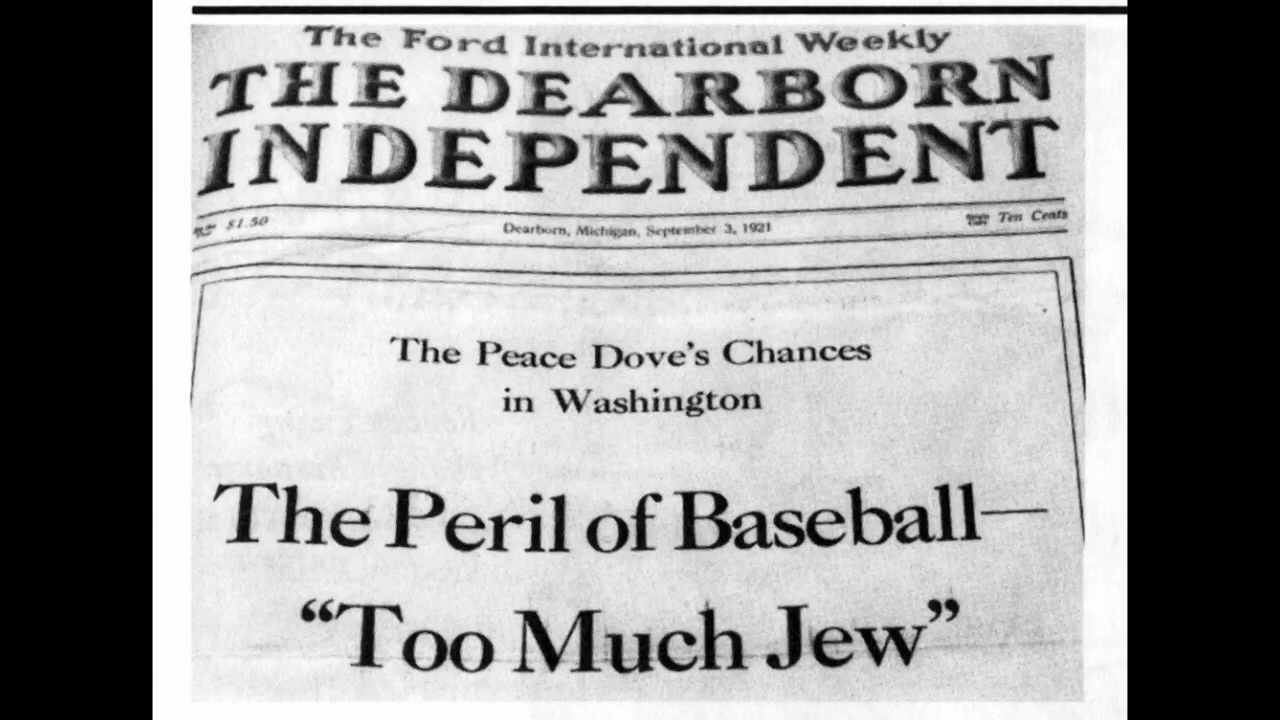 The Ford International Weekly
THE DEARBORN
INDEPENDENT
$1.50
Dearborn, Michigan, September 3, 1921
Ten Cents
The Peace Dove's Chances
in Washington
The Peril of Baseball—
“Too Much Jew”